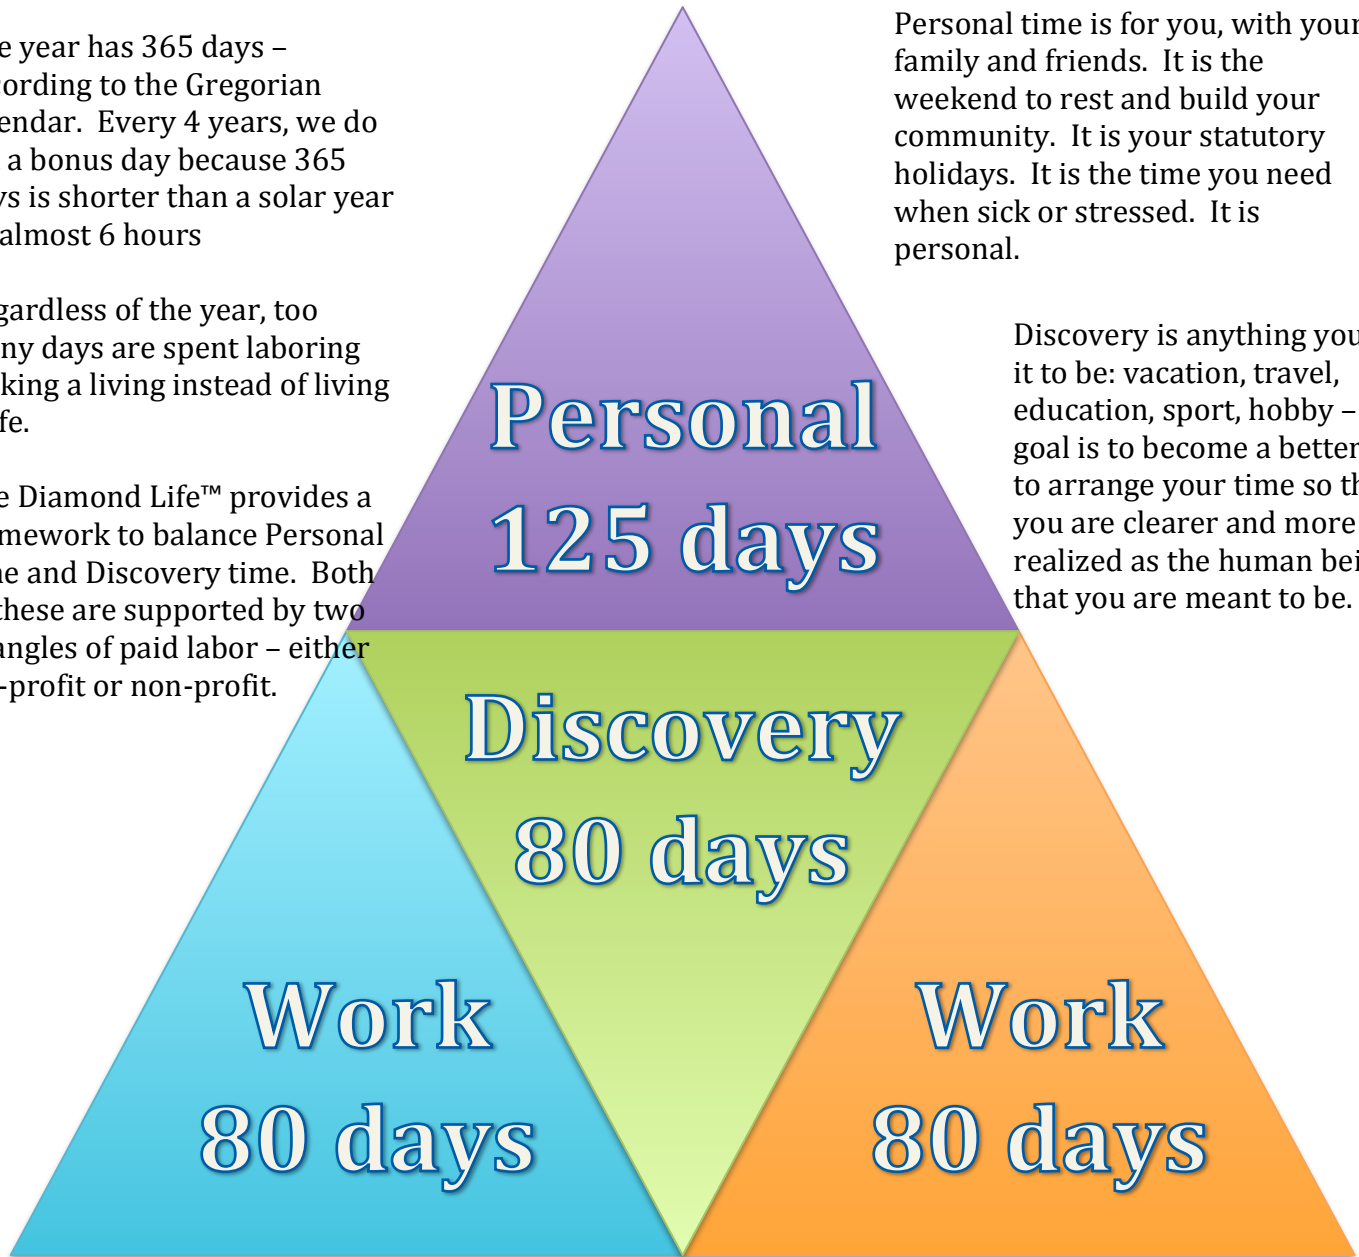 e year has 365 days –
cording to the Gregorian
endar. Every 4 years, we do
a bonus day because 365
ys is shorter than a solar year
almost 6 hours
gardless of the year, too
ny days are spent laboring
king a living instead of living
fe.
e Diamond Life™ provides a
mework to balance Personal
ne and Discovery time. Both
these are supported by two
angles of paid labor – either
-profit or non-profit.
Personal time is for you, with your
family and friends. It is the
weekend to rest and build your
community. It is your statutory
holidays. It is the time you need
when sick or stressed. It is
personal.
Discovery is anything you
it to be: vacation, travel,
education, sport, hobby –
goal is to become a better
to arrange your time so th
you are clearer and more
realized as the human bei
that you are meant to be.
Personal
125 days
Discovery
80 days
Work
80 days
Work
80 days